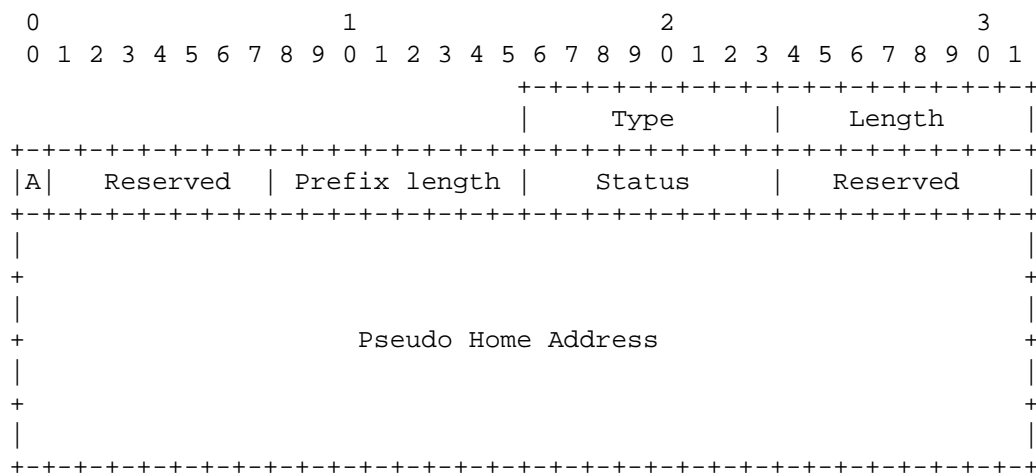 0                   1                   2                   3
 0 1 2 3 4 5 6 7 8 9 0 1 2 3 4 5 6 7 8 9 0 1 2 3 4 5 6 7 8 9 0 1
                                +-+-+-+-+-+-+-+-+-+-+-+-+-+-+-+-+
                                |     Type      |    Length     |
+-+-+-+-+-+-+-+-+-+-+-+-+-+-+-+-+-+-+-+-+-+-+-+-+-+-+-+-+-+-+-+-+
|A|   Reserved  | Prefix length |    Status     |   Reserved    |
+-+-+-+-+-+-+-+-+-+-+-+-+-+-+-+-+-+-+-+-+-+-+-+-+-+-+-+-+-+-+-+-+
|                                                               |
+                                                               +
|                                                               |
+                     Pseudo Home Address                       +
|                                                               |
+                                                               +
|                                                               |
+-+-+-+-+-+-+-+-+-+-+-+-+-+-+-+-+-+-+-+-+-+-+-+-+-+-+-+-+-+-+-+-+